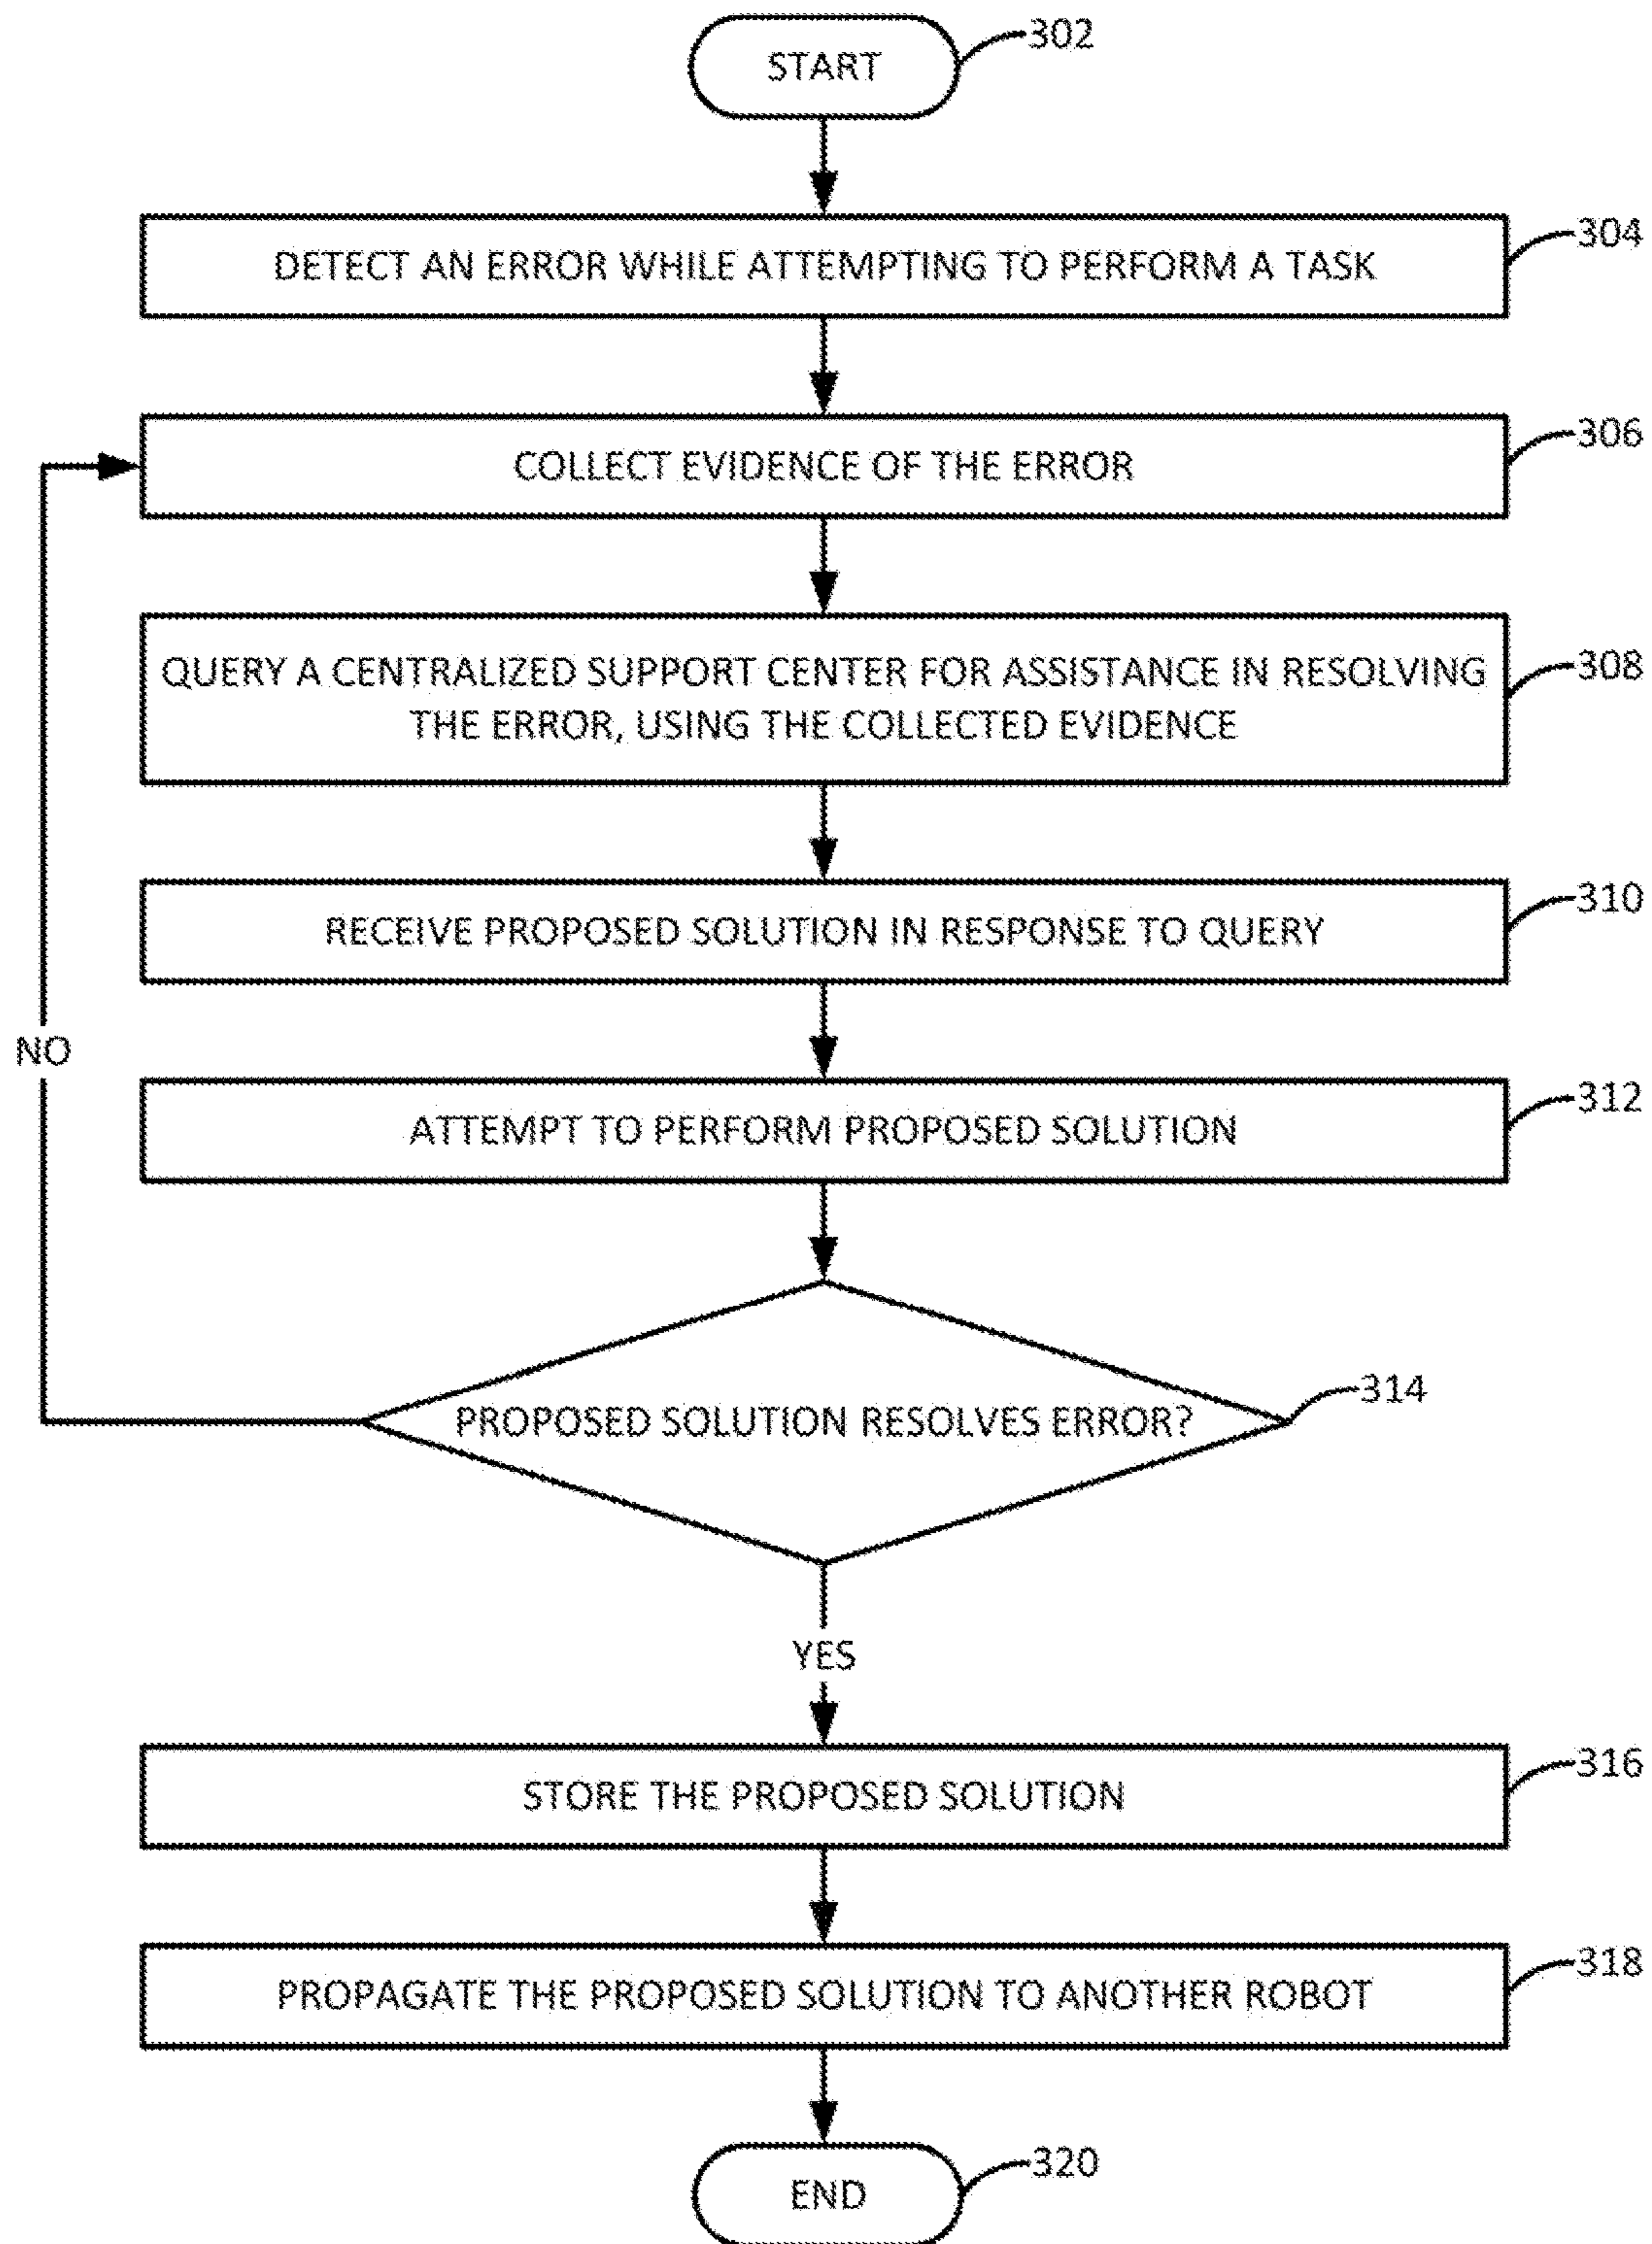 START
302
DETECT AN ERROR WHILE ATTEMPTING TO PERFORM A TASK
304
COLLECT EVIDENCE OF THE ERROR
306
QUERY A CENTRALIZED SUPPORT CENTER FOR ASSISTANCE IN RESOLVING
THE ERROR, USING THE COLLECTED EVIDENCE
308
RECEIVE PROPOSED SOLUTION IN RESPONSE TO QUERY
310
NO
ATTEMPT TO PERFORM PROPOSED SOLUTION
312
PROPOSED SOLUTION RESOLVES ERROR?
314
YES
STORE THE PROPOSED SOLUTION
316
PROPAGATE THE PROPOSED SOLUTION TO ANOTHER ROBOT
318
END
320